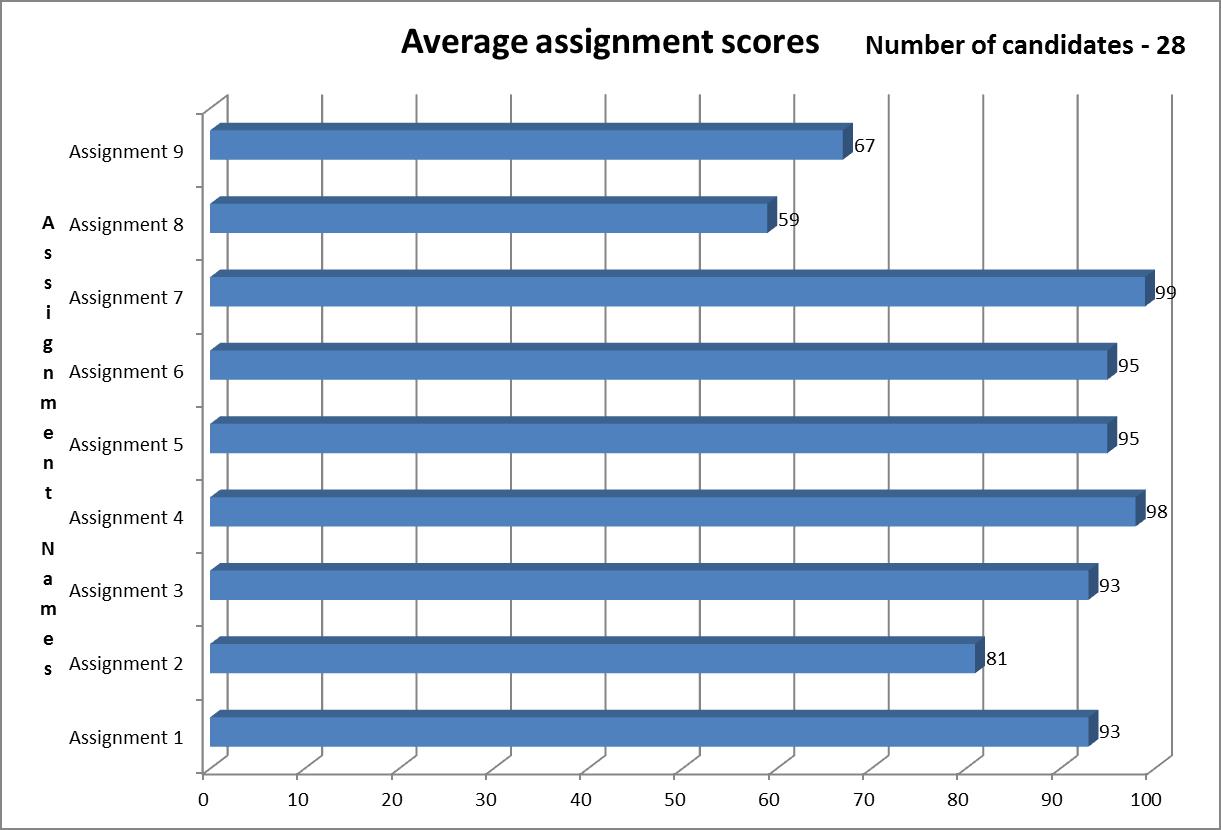 Average assignment scores
Number of candidates - 28
Assignment Names
Assignment 9
67
Assignment 8
59
Assignment 7
99
Assignment 6
95
Assignment 5
95
Assignment 4
98
Assignment 3
93
Assignment 2
81
Assignment 1
93
0 10 20 30 40 50 60 70 80 90 100